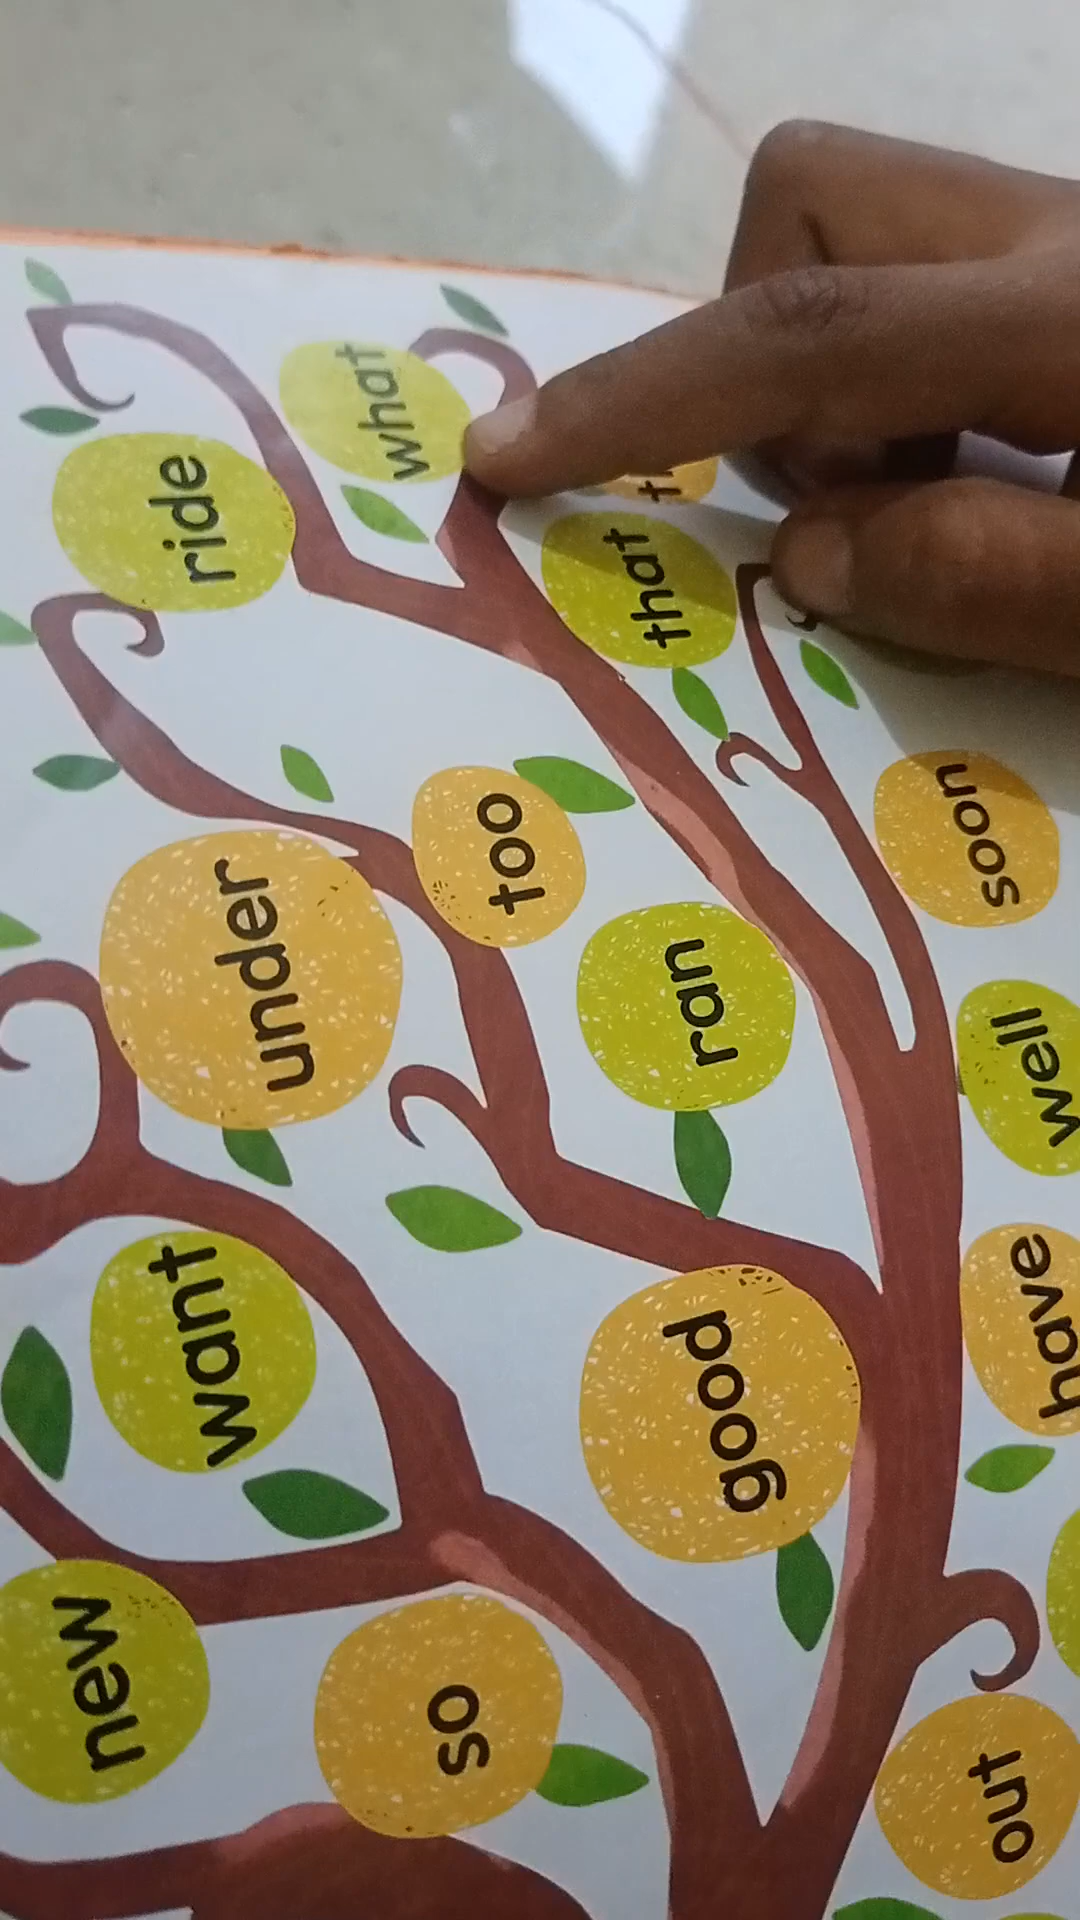 what
ride
that
too
soon
under
ran
well
want
good
have
new
so
out